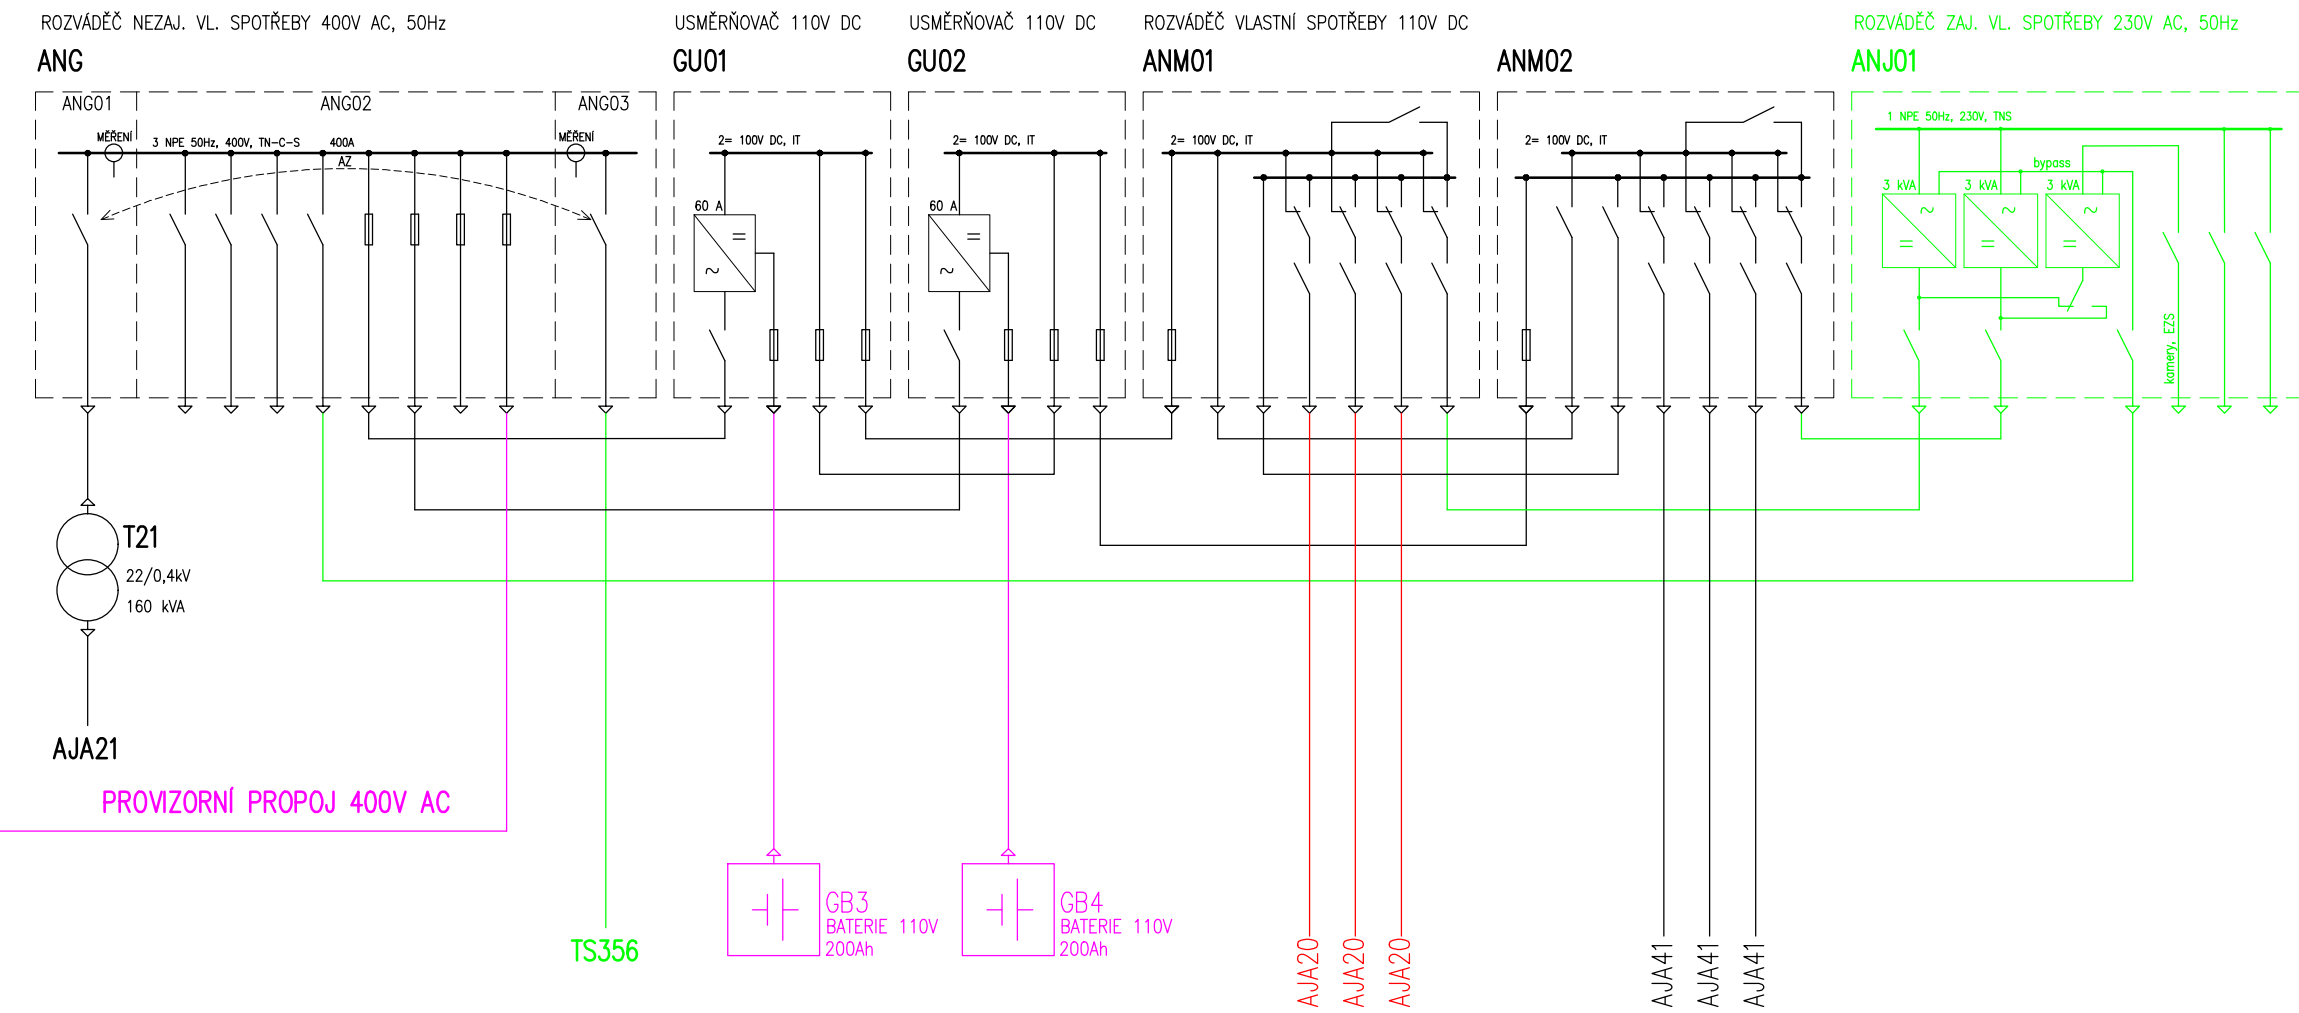 ROZVÁDĚČ NEZAJ. VL. SPOTŘEBY 400V AC, 50Hz
ANG
USMĚRŇOVAČ 110V DC
GU01
USMĚRŇOVAČ 110V DC
GU02
ROZVÁDĚČ VLASTNÍ SPOTŘEBY 110V DC
ANM01
ANM02
ROZVÁDĚČ ZAJ. VL. SPOTŘEBY 230V AC, 50Hz
ANJ01
ANG01
ANG02
ANG03
MĚŘENÍ
3 NPE 50Hz, 400V, TN-C-S
400A
MĚŘENÍ
AZ
2= 100V DC, IT
60 A
2= 100V DC, IT
60 A
2= 100V DC, IT
2= 100V DC, IT
1 NPE 50Hz, 230V, TNS
bypass
3 kVA
3 kVA
3 kVA
kamery, EZS
T21
22/0,4kV
160 kVA
AJA21
PROVIZORNÍ PROPOJ 400V AC
TS356
GB3
BATERIE 110V
200Ah
GB4
BATERIE 110V
200Ah
AJA20
AJA20
AJA20
AJA41
AJA41
AJA41